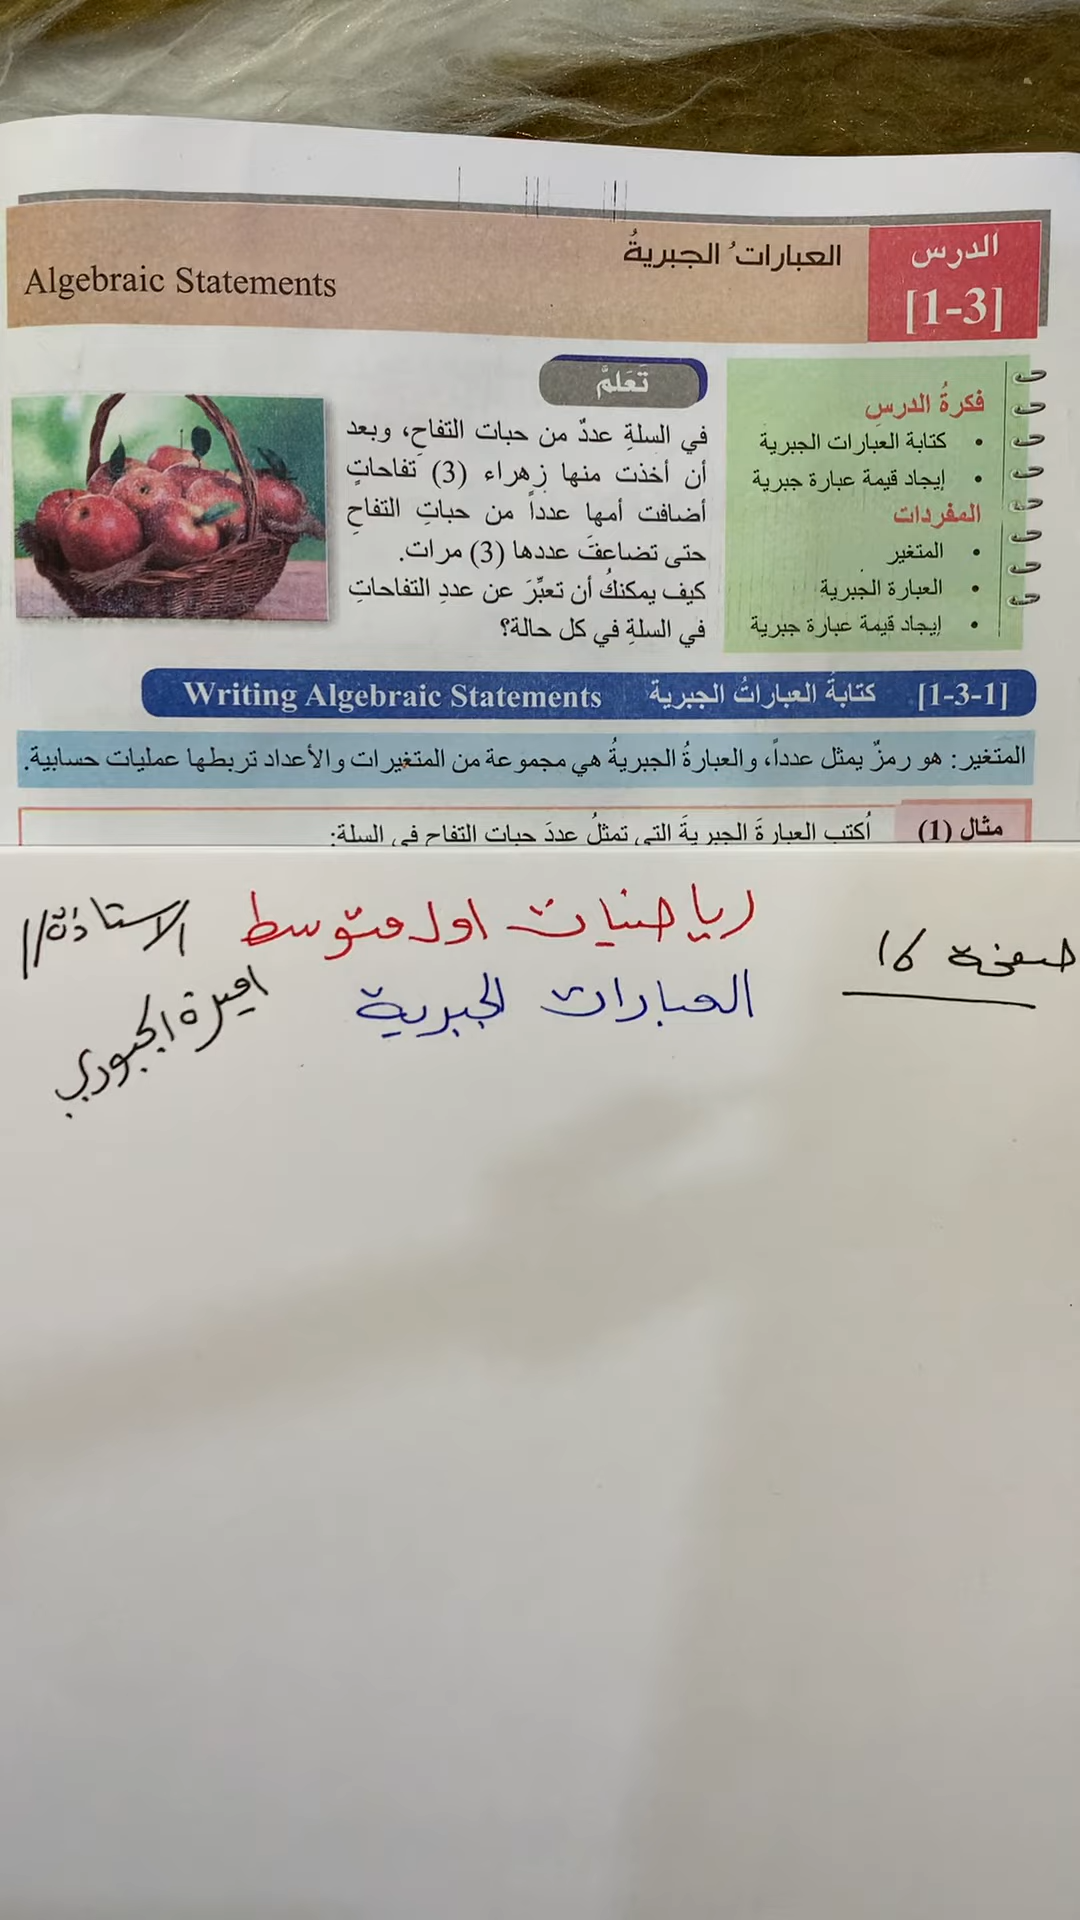 الدرس
[1-3]
العباراتُ الجبريةُ
Algebraic Statements
فكرةُ الدرسِ
• كتابة العبارات الجبرية
• إيجاد قيمة عبارة جبرية
المفردات
• المتغير
• العبارة الجبرية
• إيجاد قيمة عبارة جبرية
تَعَلمَّ
في السلةِ عددٌ من حبات التفاحِ، وبعد
أن أخذت منها زهراء (3) تفاحاتٍ
أضافت أمها عدداً من حباتِ التفاحِ
حتى تضاعفَ عددها (3) مرات.
كيف يمكنكُ أن تعبِّرَ عن عددِ التفاحاتِ
في السلةِ في كل حالة؟
[1-3-1] كتابةُ العباراتُ الجبرية Writing Algebraic Statements
المتغير: هو رمزٌ يمثل عدداً، والعبارةُ الجبريةُ هي مجموعة من المتغيرات والأعداد تربطها عمليات حسابية.
مثال (1) أكتب العبارةَ الجبريةَ التي تمثلُ عددَ حبات التفاح في السلة:
صفحة ١٦
رياضيات اول متوسط
العبارات الجبرية
الاستاذة//
اميرة الجبوري